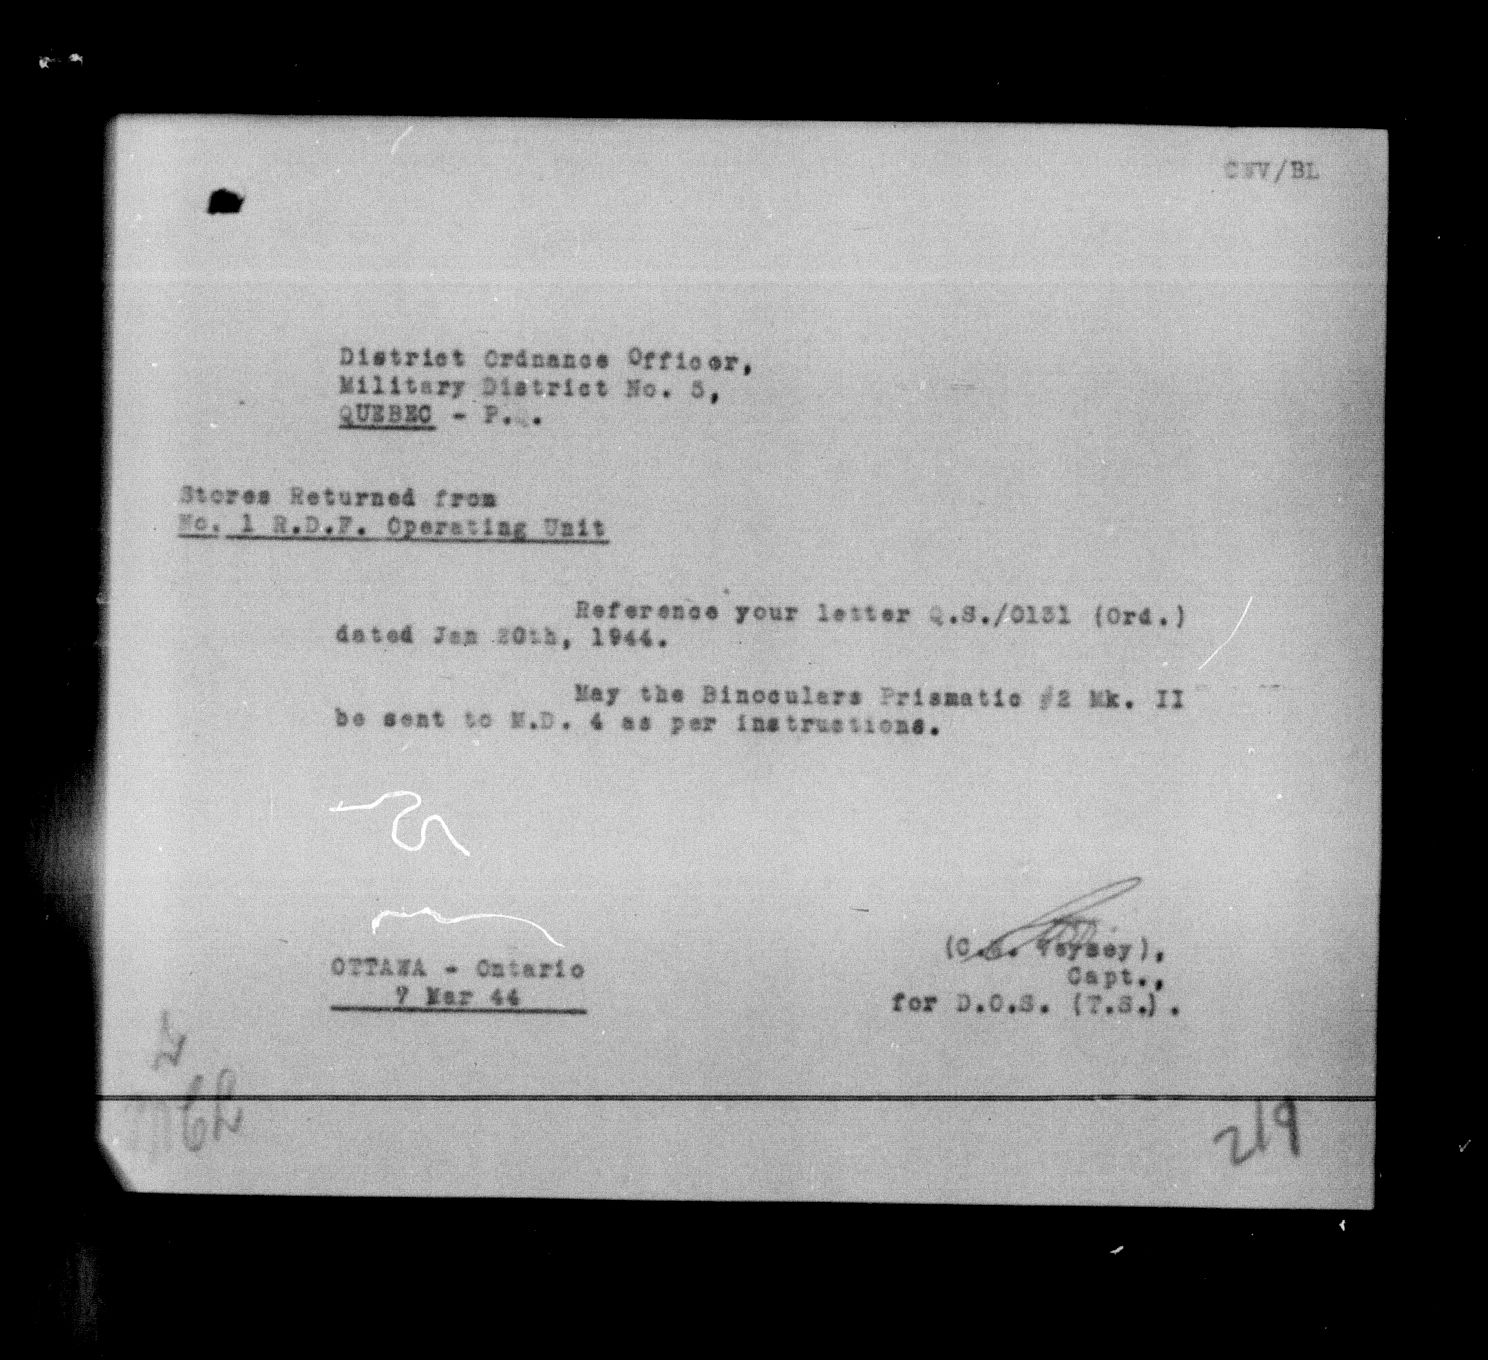 CWV/BL
District Ordnance Officer,
Military District No. 5,
QUEBEC - P.Q.
Stores Returned from
No. 1 R.D.F. Operating Unit
Reference your letter Q.S./0131 (Ord.)
dated Jan 20th, 1944.
May the Binoculars Prismatic #2 Mk. II
be sent to M.D. 4 as per instructions.
OTTAWA - Ontario
7 Mar 44
(C. Veysey),
Capt.,
for D.O.S. (T.S.).
219